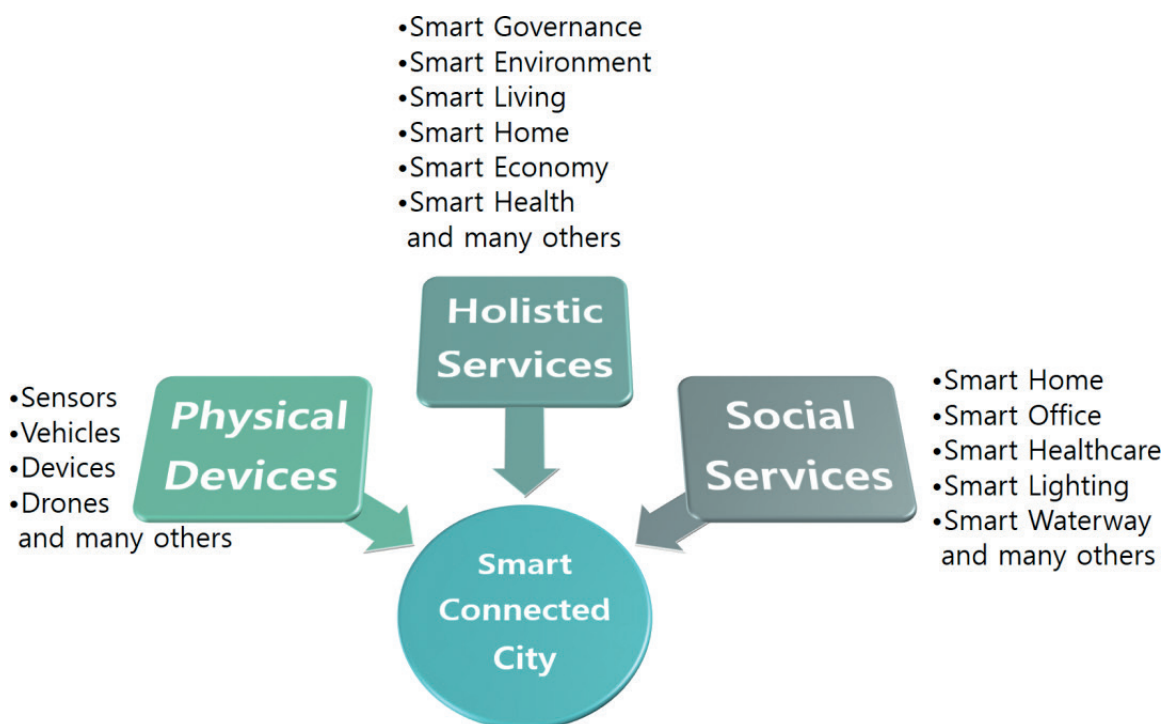 •Smart Governance
•Smart Environment
•Smart Living
•Smart Home
•Smart Economy
•Smart Health
and many others
Holistic
Services
•Sensors
•Vehicles
•Devices
•Drones
and many others
Physical
Devices
Social
Services
•Smart Home
•Smart Office
•Smart Healthcare
•Smart Lighting
•Smart Waterway
and many others
Smart
Connected
City